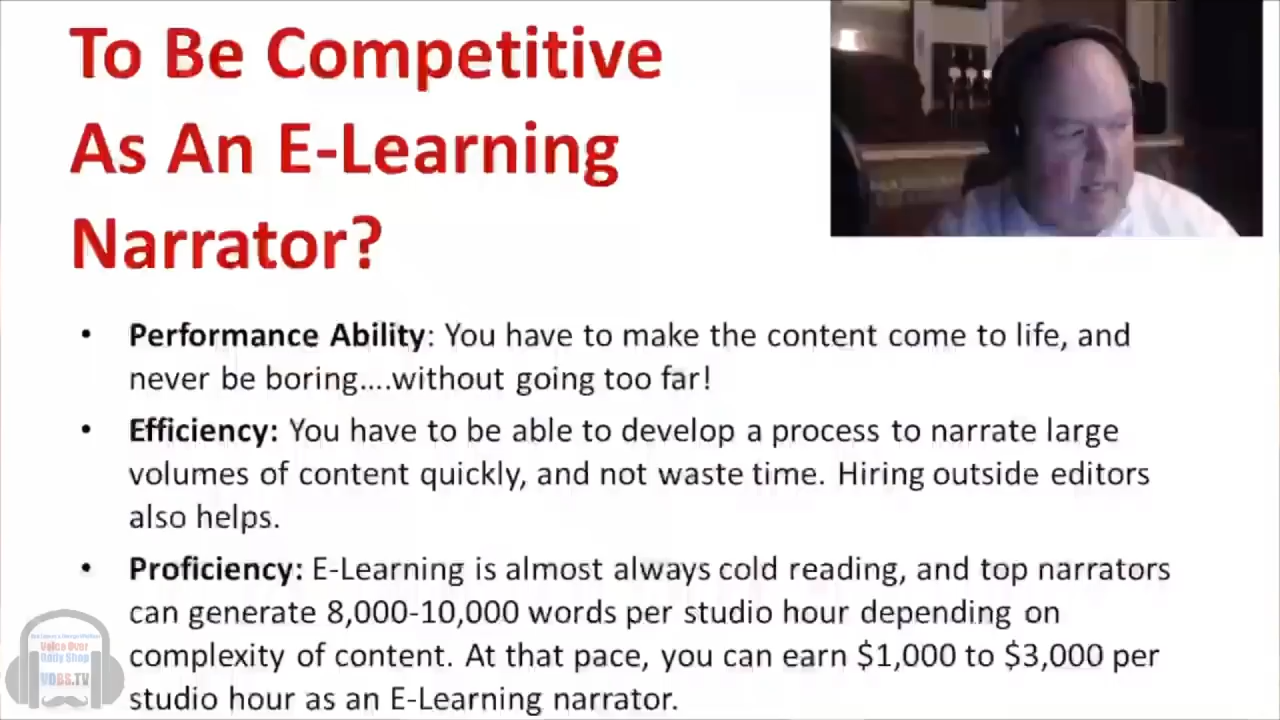 To Be Competitive
As An E-Learning
Narrator?
• Performance Ability: You have to make the content come to life, and
never be boring....without going too far!
• Efficiency: You have to be able to develop a process to narrate large
volumes of content quickly, and not waste time. Hiring outside editors
also helps.
• Proficiency: E-Learning is almost always cold reading, and top narrators
can generate 8,000-10,000 words per studio hour depending on
complexity of content. At that pace, you can earn $1,000 to $3,000 per
studio hour as an E-Learning narrator.
Voice Over
Body Shop
VOBS.TV